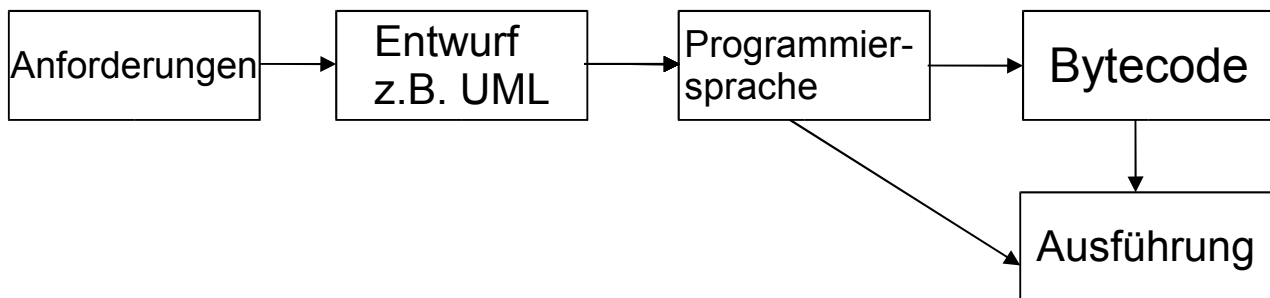 Anforderungen
Entwurf
z.B. UML
Programmier-
sprache
Bytecode
Ausführung